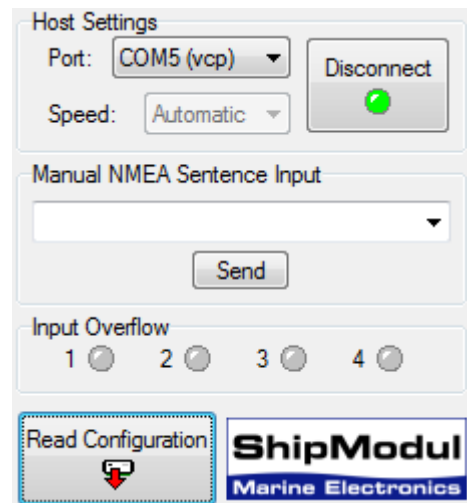 Host Settings
Port: COM5 (vcp)
Disconnect
Speed: Automatic
Manual NMEA Sentence Input
Send
Input Overflow
1 2 3 4
Read Configuration
ShipModul
Marine Electronics